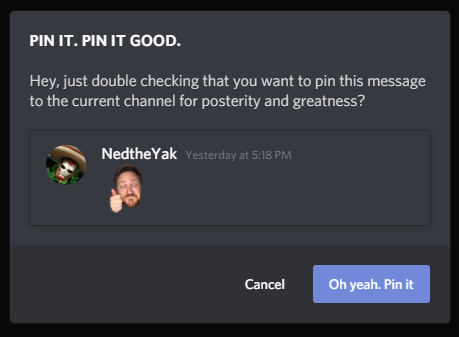 PIN IT. PIN IT GOOD.
Hey, just double checking that you want to pin this message
to the current channel for posterity and greatness?
NedtheYak Yesterday at 5:18 PM
Cancel Oh yeah. Pin it